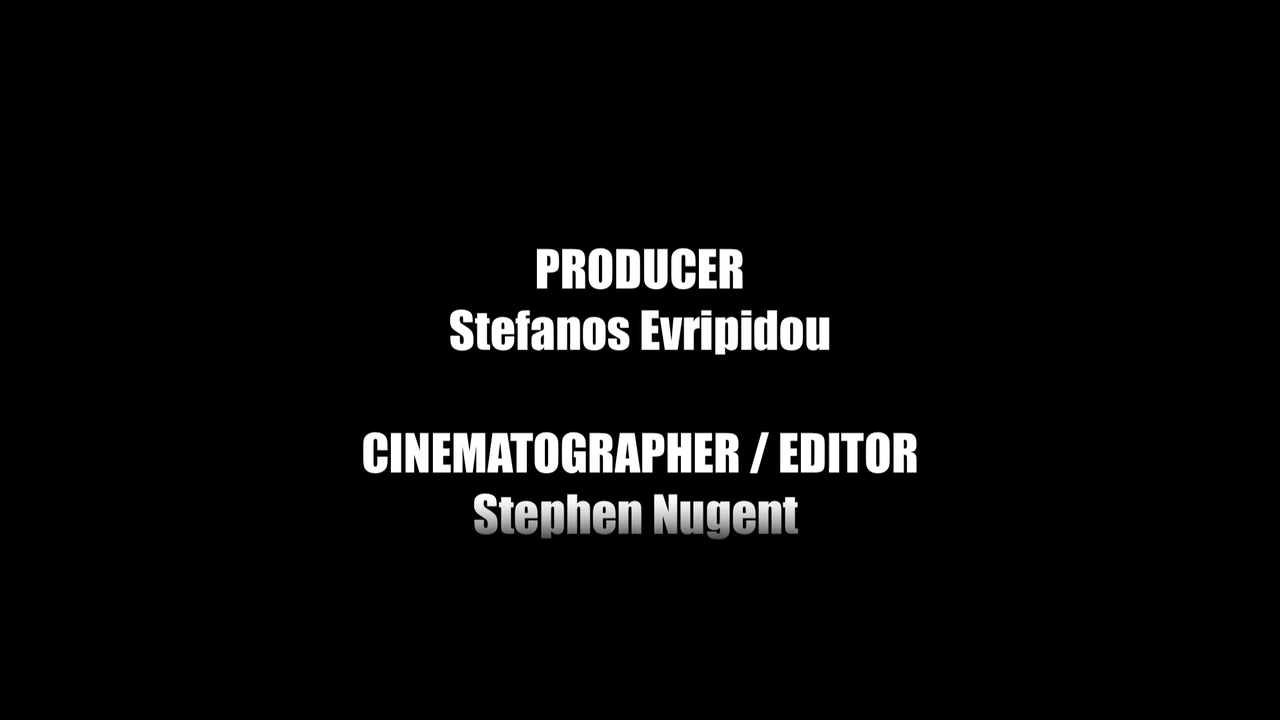 PRODUCER
Stefanos Evripidou
CINEMATOGRAPHER / EDITOR
Stephen Nugent